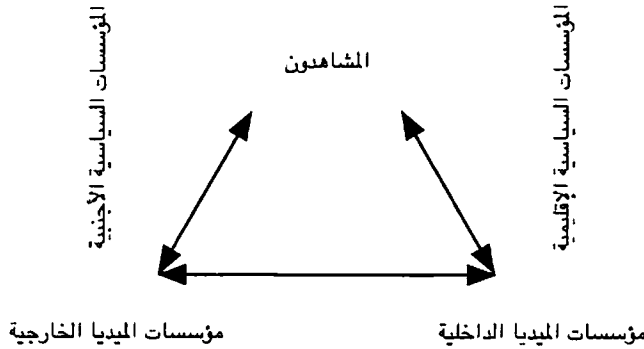 المشاهدون
المؤسسات السياسية الإقليمية
المؤسسات السياسية الأجنبية
مؤسسات الميديا الداخلية
مؤسسات الميديا الخارجية